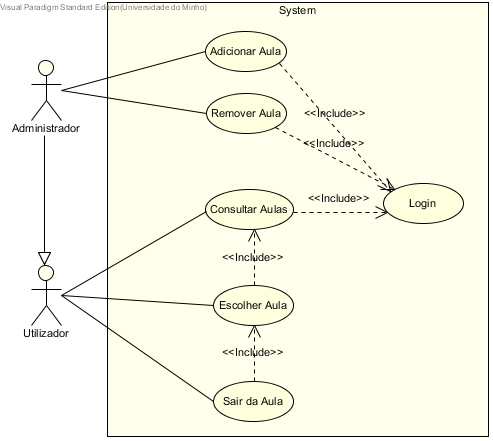 Visual Paradigm Standard Edition(Universidade do Minho)
System
Adicionar Aula
<<Include>>
Remover Aula
<<Include>>
Administrador
<<Include>>
Consultar Aulas
Login
<<Include>>
Escolher Aula
Utilizador
<<Include>>
Sair da Aula